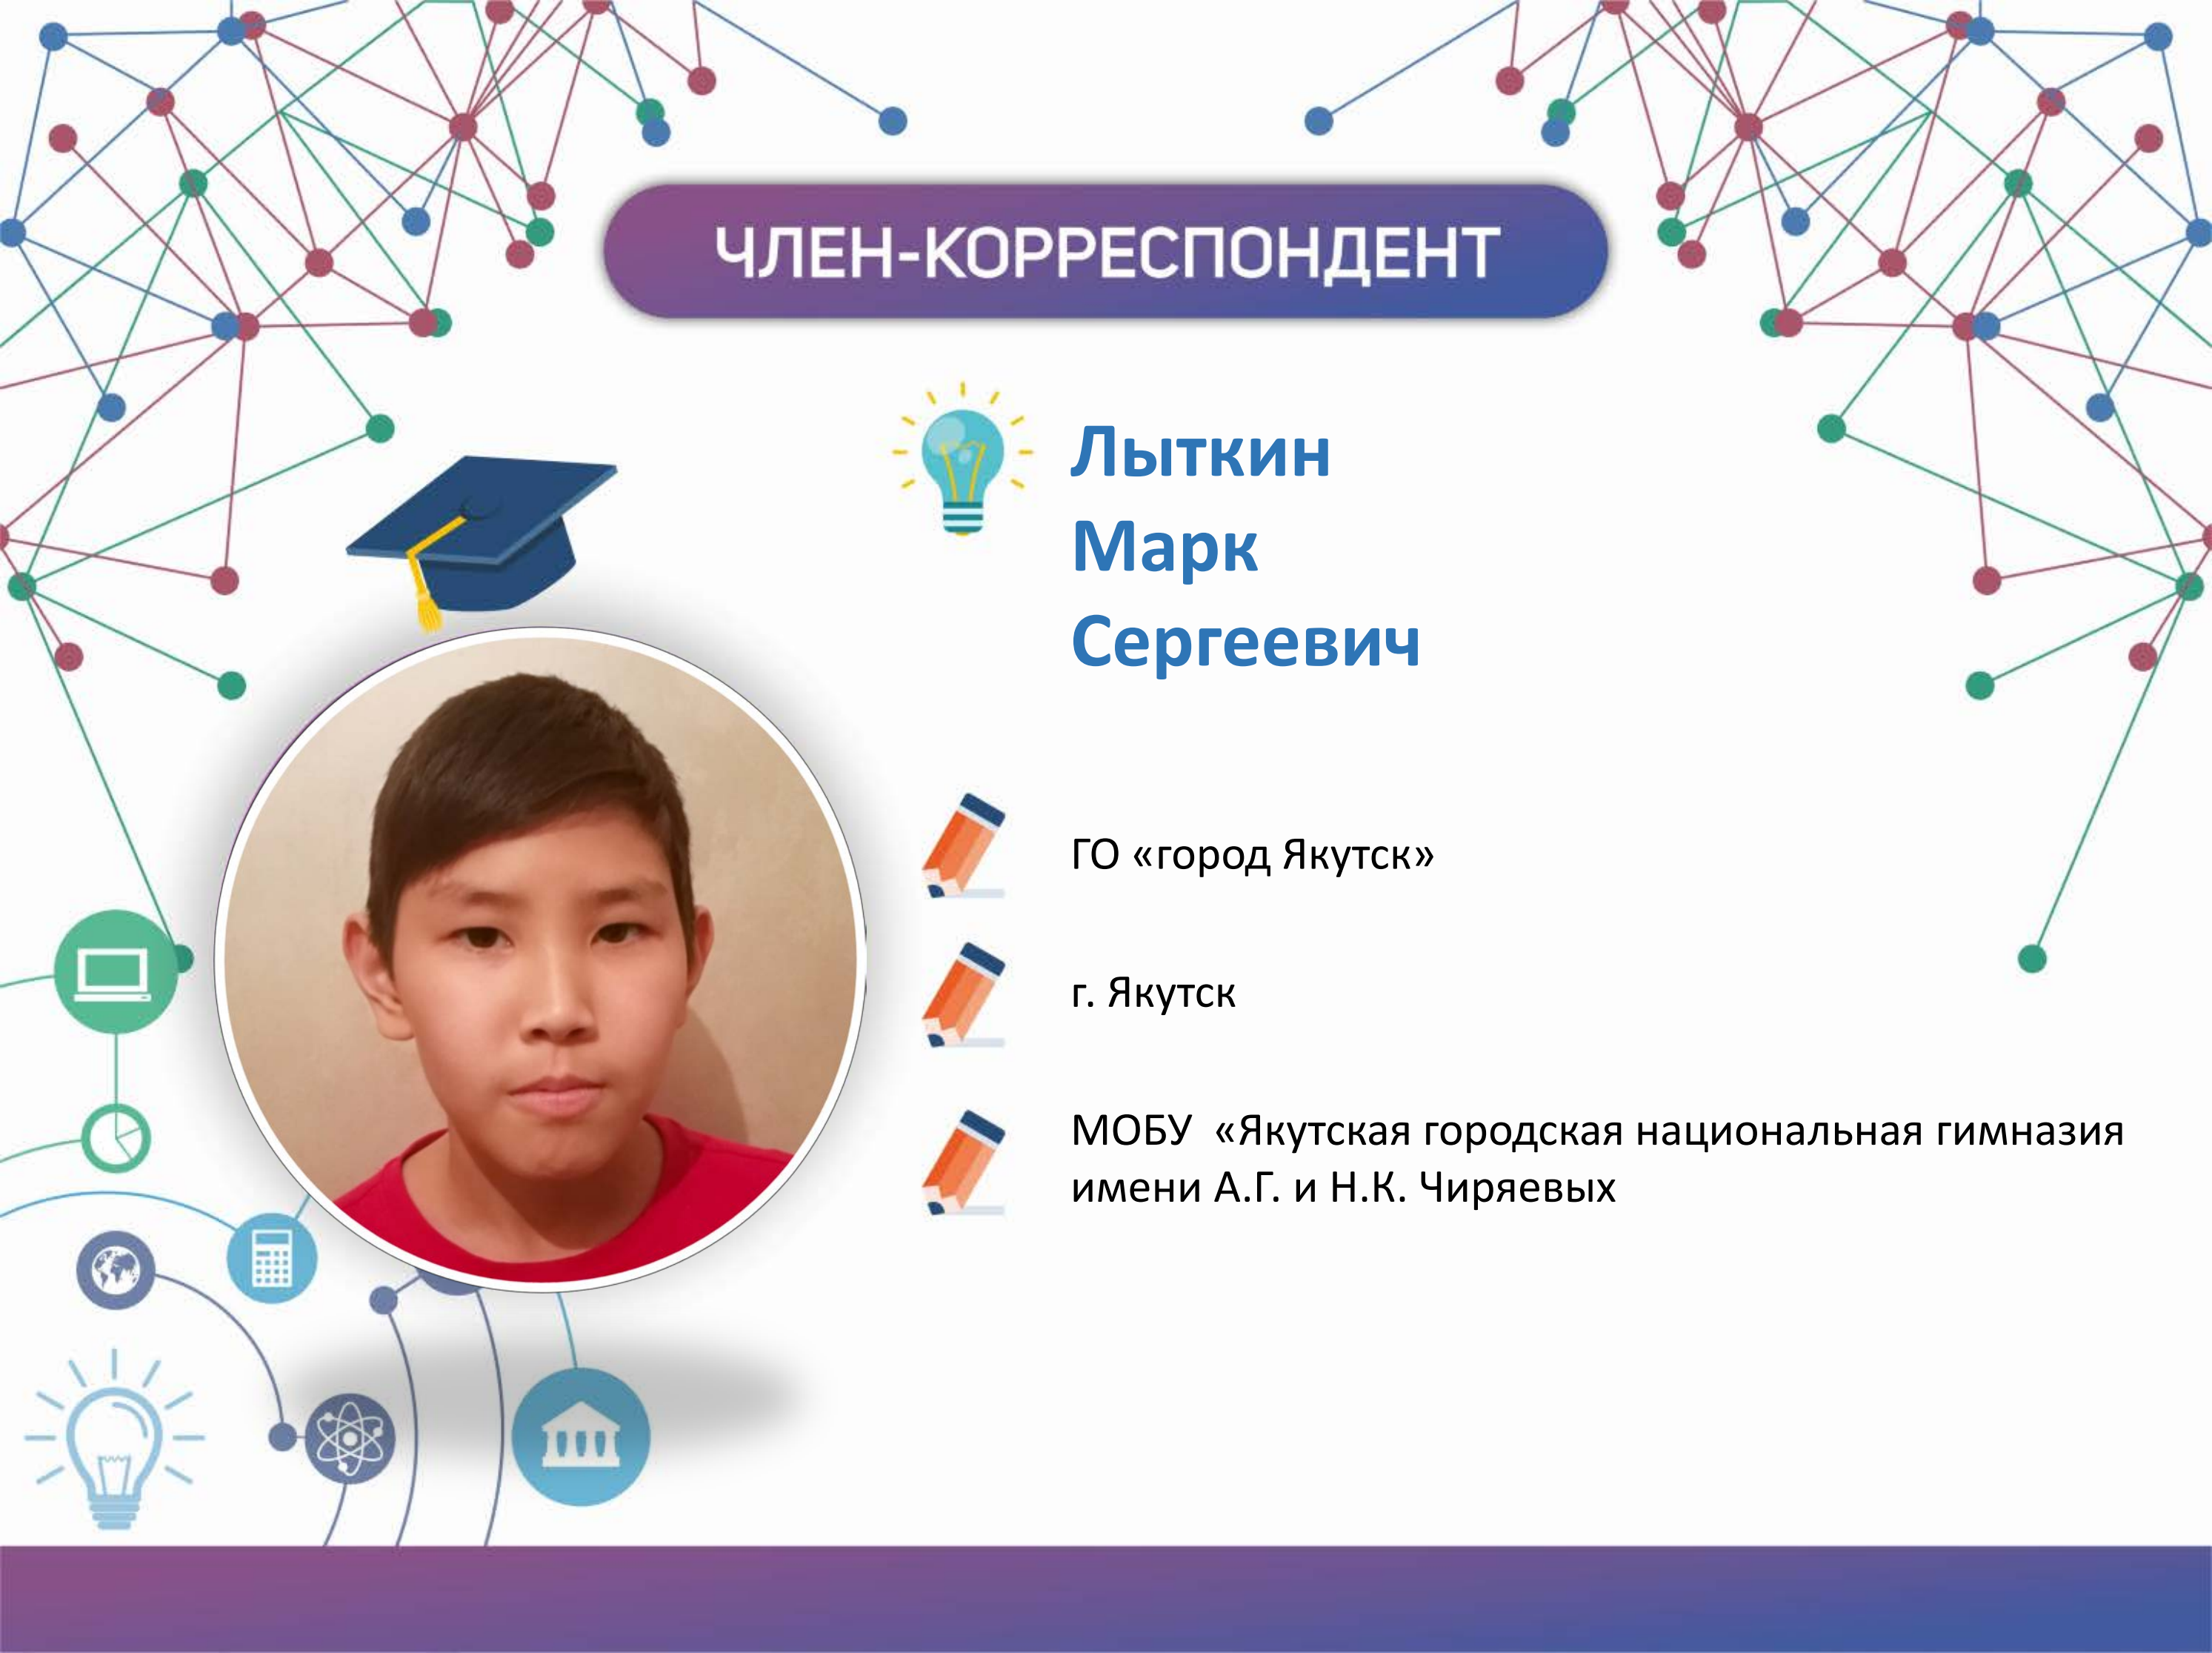 ЧЛЕН-КОРРЕСПОНДЕНТ
Лыткин
Марк
Сергеевич
ГО «город Якутск»
г. Якутск
МОБУ «Якутская городская национальная гимназия
имени А.Г. и Н.К. Чиряевых